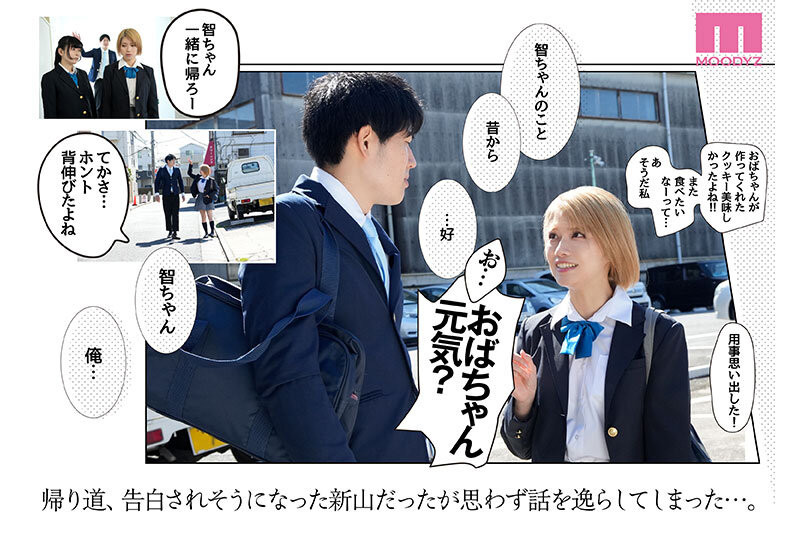 智ちゃん
一緒に帰ろー
てかさ…
ホント
背伸びたよね
MOODYZ
智ちゃん
俺…
智ちゃんのこと
昔から
…好
お…
おばちゃん
元気？
おばちゃんが
作ってくれた
クッキー美味し
かったよね!!
また
食べたい
なーって…
あ
そうだ私
用事思い出した！
帰り道、告白されそうになった新山だったが思わず話を逸らしてしまった…。